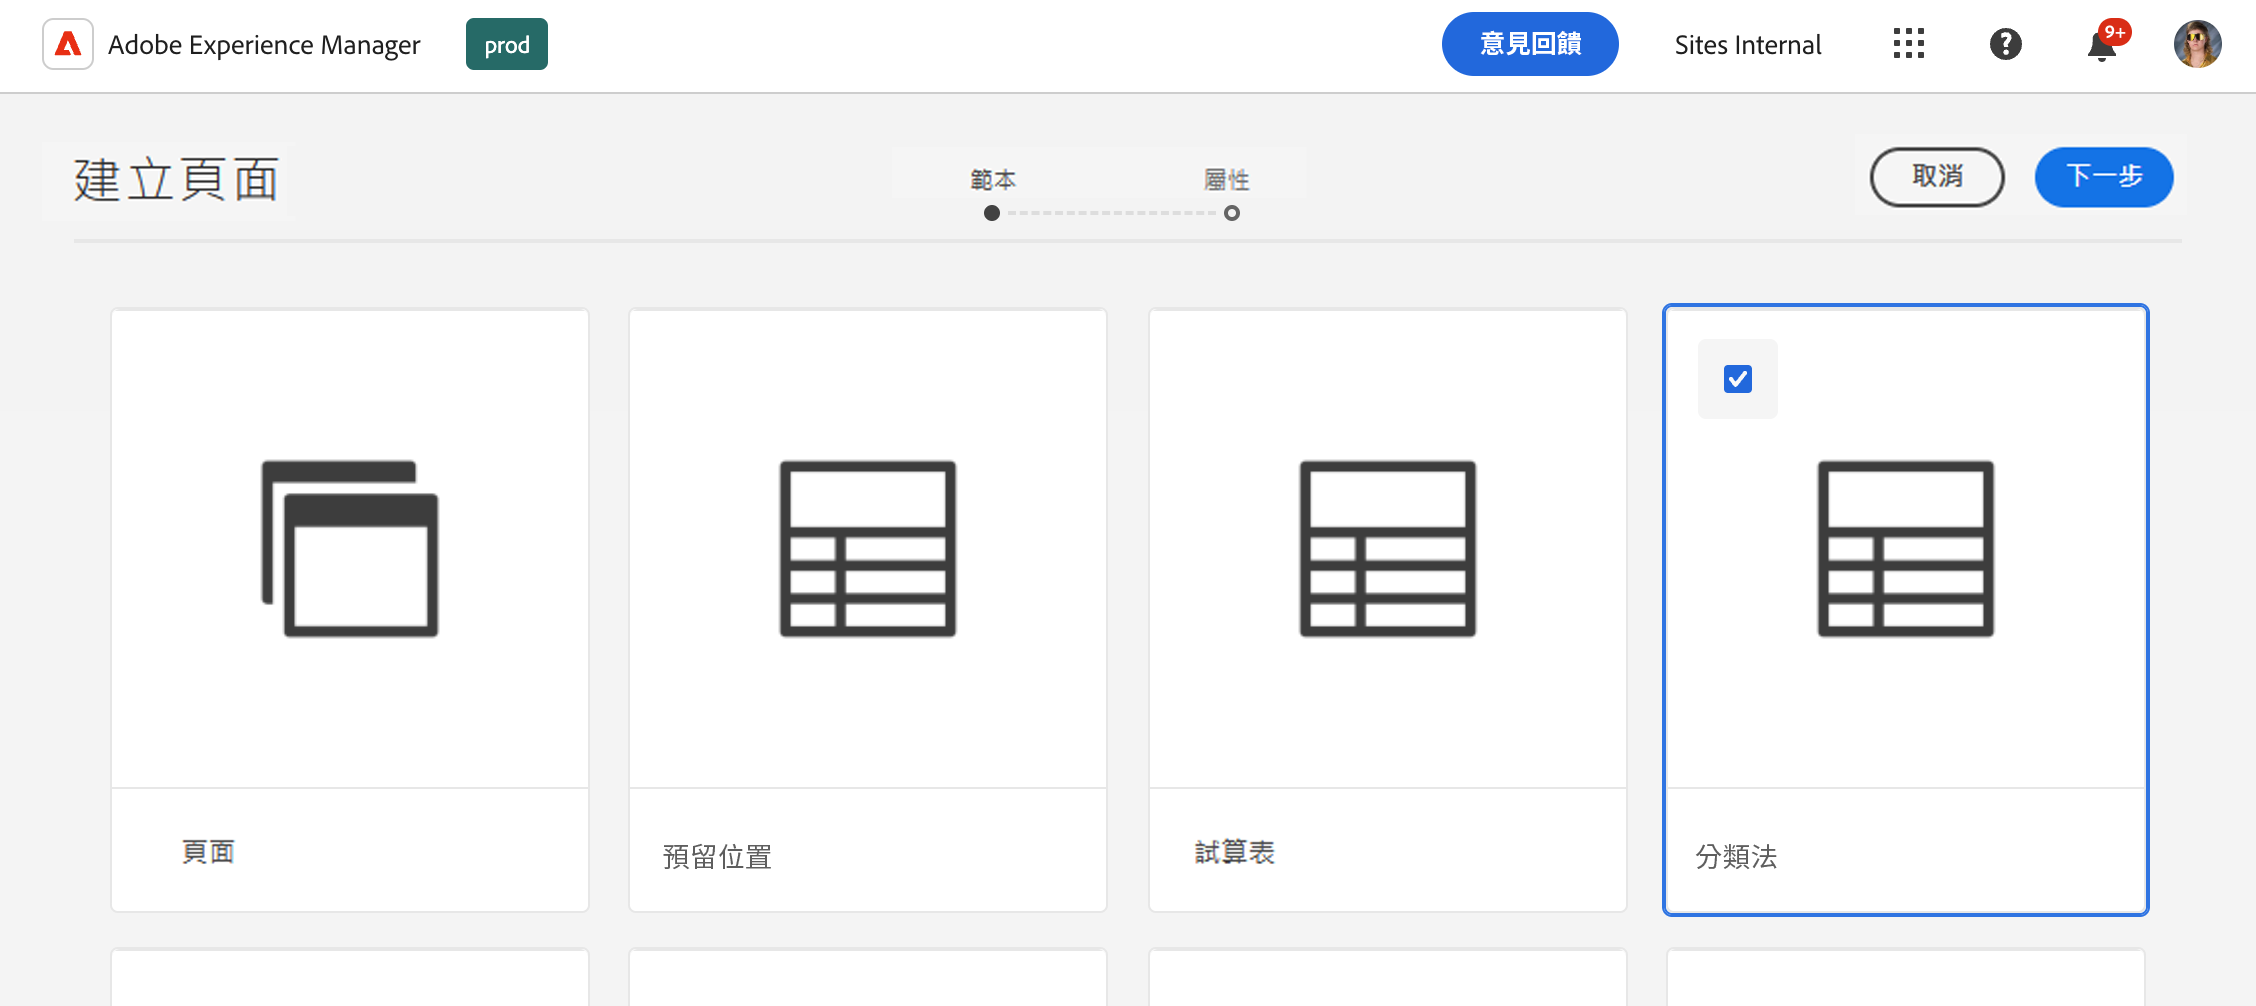 Adobe Experience Manager
prod
意見回饋
Sites Internal
9+
建立頁面
範本
屬性
取消
下一步
頁面
預留位置
試算表
分類法